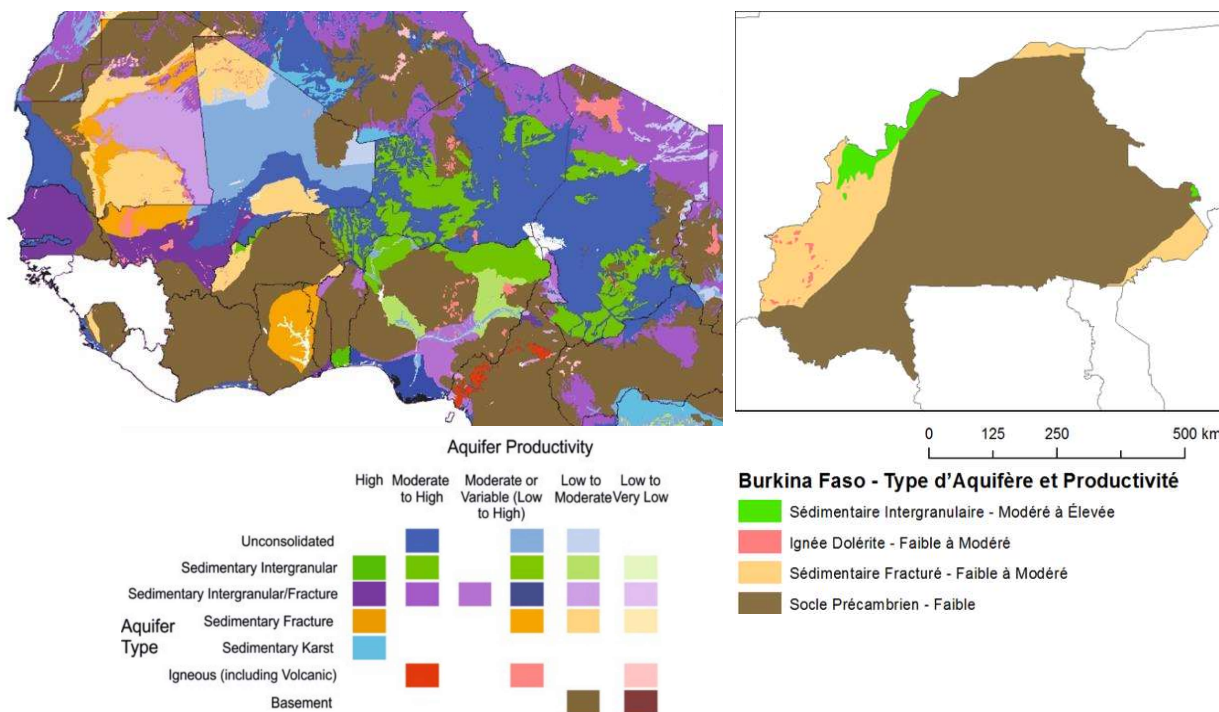 Aquifer Productivity
High
Moderate
to High
Moderate or
Variable (Low
to High)
Low to
Moderate
Low to
Very Low
Unconsolidated
Sedimentary Intergranular
Sedimentary Intergranular/Fracture
Aquifer
Type
Sedimentary Fracture
Sedimentary Karst
Igneous (including Volcanic)
Basement
0 125 250 500 km
Burkina Faso - Type d'Aquifère et Productivité
Sédimentaire Intergranulaire - Modéré à Élevée
Ignée Dolérite - Faible à Modéré
Sédimentaire Fracturé - Faible à Modéré
Socle Précambrien - Faible